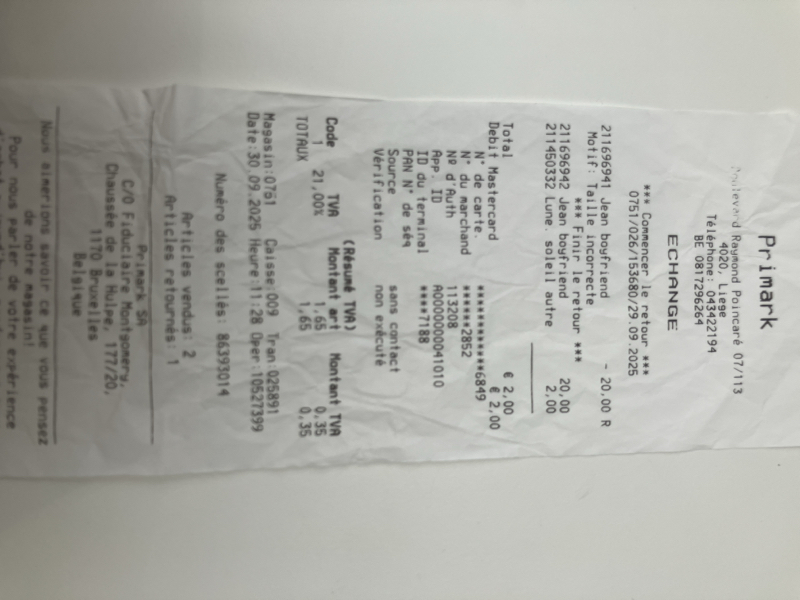 Primark
Boulevard Raymond Poincaré 07/113
4020, Liege
Téléphone: 043422194
BE 0817296264
ECHANGE
*** Commencer le retour ***
0751/026/153680/29.09.2025
211696941 Jean boyfriend - 20,00 R
Motif: Taille incorrecte
*** Finir le retour ***
211696942 Jean boyfriend 20,00
211450332 Lune. soleil autre 2,00
Total € 2,00
Debit Mastercard € 2,00
N° de carte. ************6849
N° du marchand ******2852
Nº d'Auth 113208
App. ID A0000000041010
ID du terminal ****7188
PAN N° de séq
Source sans contact
Vérification non exécuté
(Résumé TVA)
Code TVA Montant art Montant TVA
1 21,00% 1,65 0,35
TOTAUX 1,65 0,35
Magasin:0751 Caisse:009 Tran 025891
Date:30.09.2025 Heure:11:28 Oper:10527399
Numéro des scellés: 86393014
Articles vendus: 2
Articles retournés: 1
Primark SA
C/O Fiduciaire Montgomery,
Chaussée de la Hulpe, 177/20,
1170 Bruxelles
Belgique
Nous aimerions savoir ce que vous pensez
de notre magasin!
Pour nous parler de votre expérience